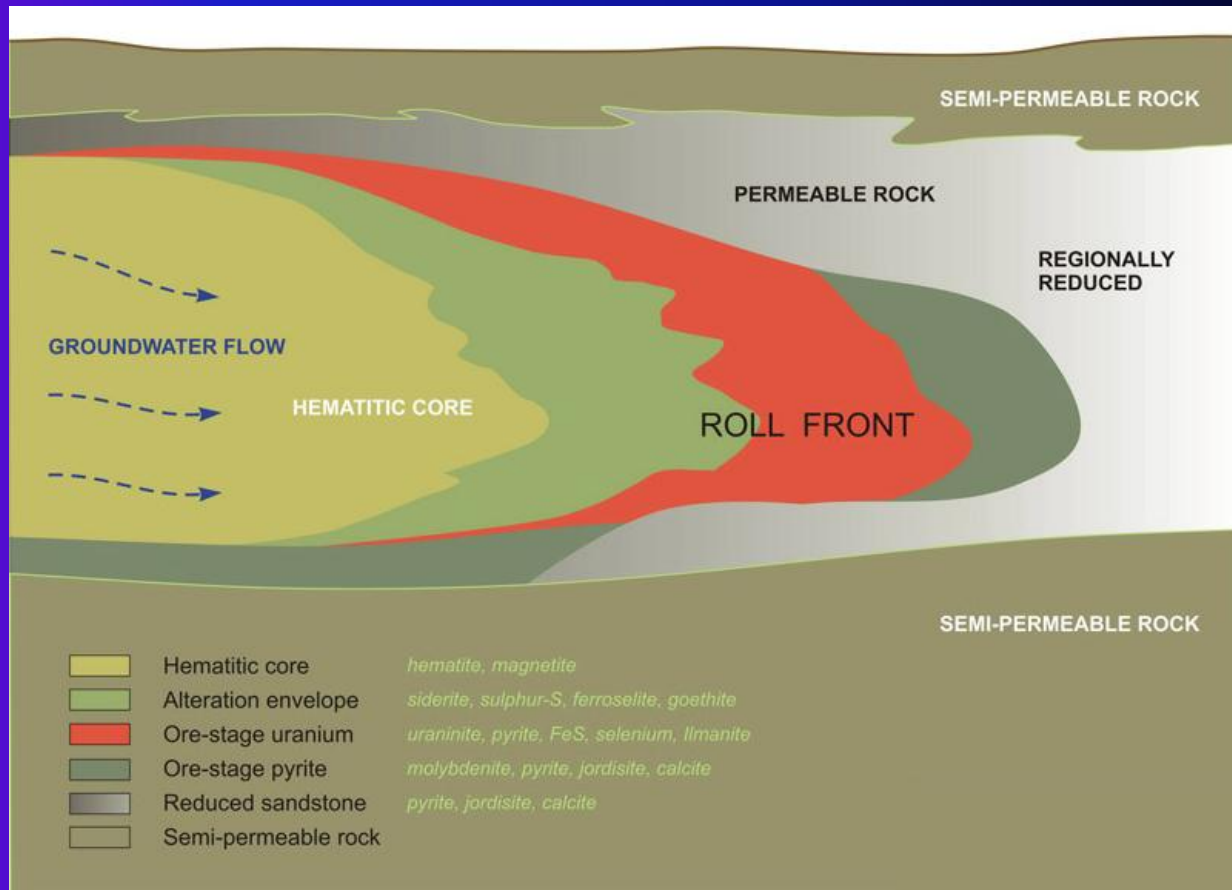 SEMI-PERMEABLE ROCK
PERMEABLE ROCK
REGIONALLY
REDUCED
GROUNDWATER FLOW
HEMATITIC CORE
ROLL FRONT
SEMI-PERMEABLE ROCK
Hematitic core hematite, magnetite
Alteration envelope siderite, sulphur-S, ferroselite, goethite
Ore-stage uranium uraninite, pyrite, FeS, selenium, Ilmanite
Ore-stage pyrite molybdenite, pyrite, jordisite, calcite
Reduced sandstone pyrite, jordisite, calcite
Semi-permeable rock